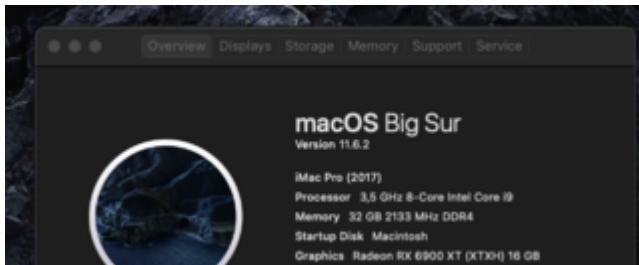 Overview Displays Storage Memory Support Service
macOS Big Sur
Version 11.6.2
iMac Pro (2017)
Processor 3,5 GHz 8-Core Intel Core i9
Memory 32 GB 2133 MHz DDR4
Startup Disk Macintosh
Graphics Radeon RX 6900 XT (XTXH) 16 GB